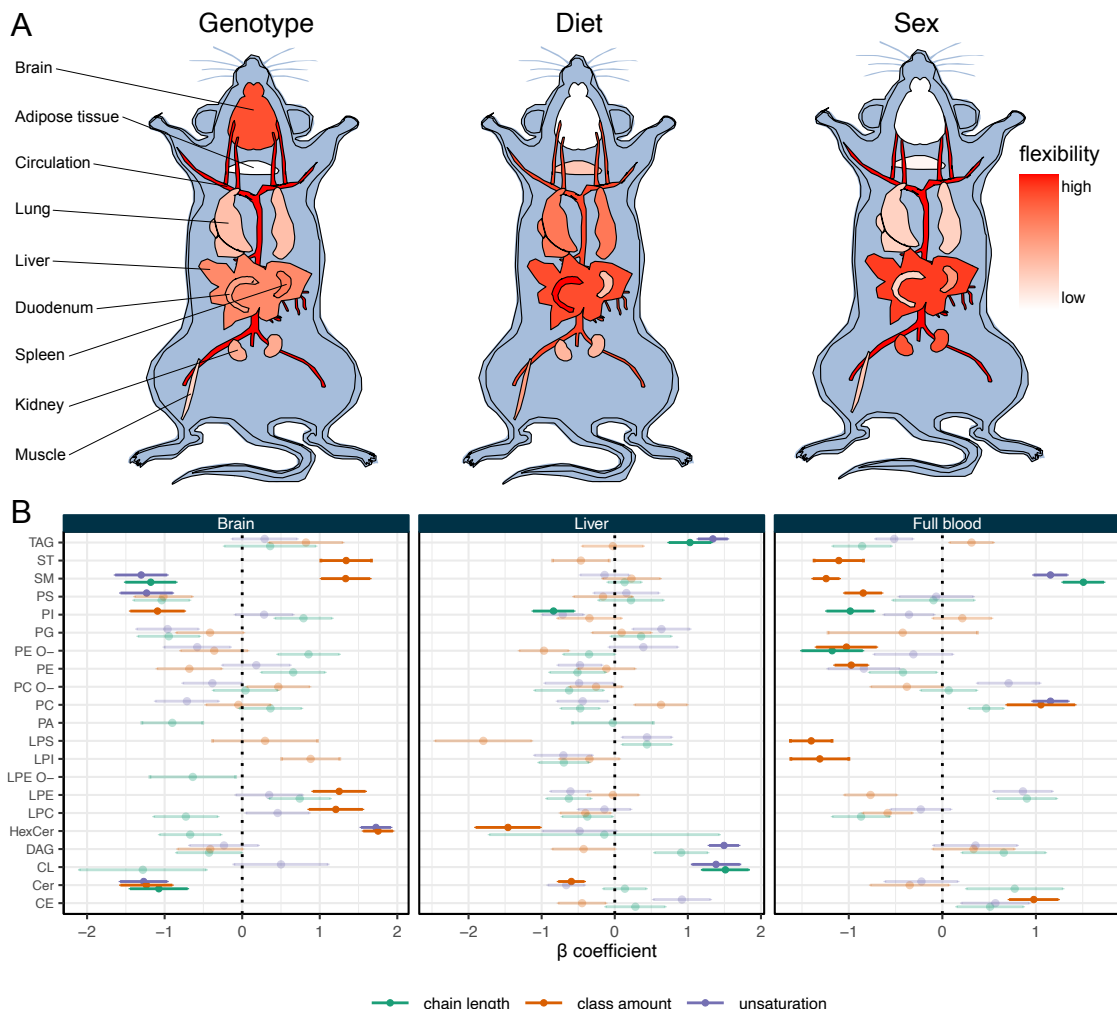 A
Genotype
Diet
Sex
Brain
Adipose tissue
Circulation
Lung
Liver
Duodenum
Spleen
Kidney
Muscle
flexibility
high
low
B
Brain
Liver
Full blood
TAG
ST
SM
PS
PI
PG
PE O−
PE
PC O−
PC
PA
LPS
LPI
LPE O−
LPE
LPC
HexCer
DAG
CL
Cer
CE
−2 −1 0 1 2
−2 −1 0 1 2
−1 0 1
β coefficient
chain length class amount unsaturation